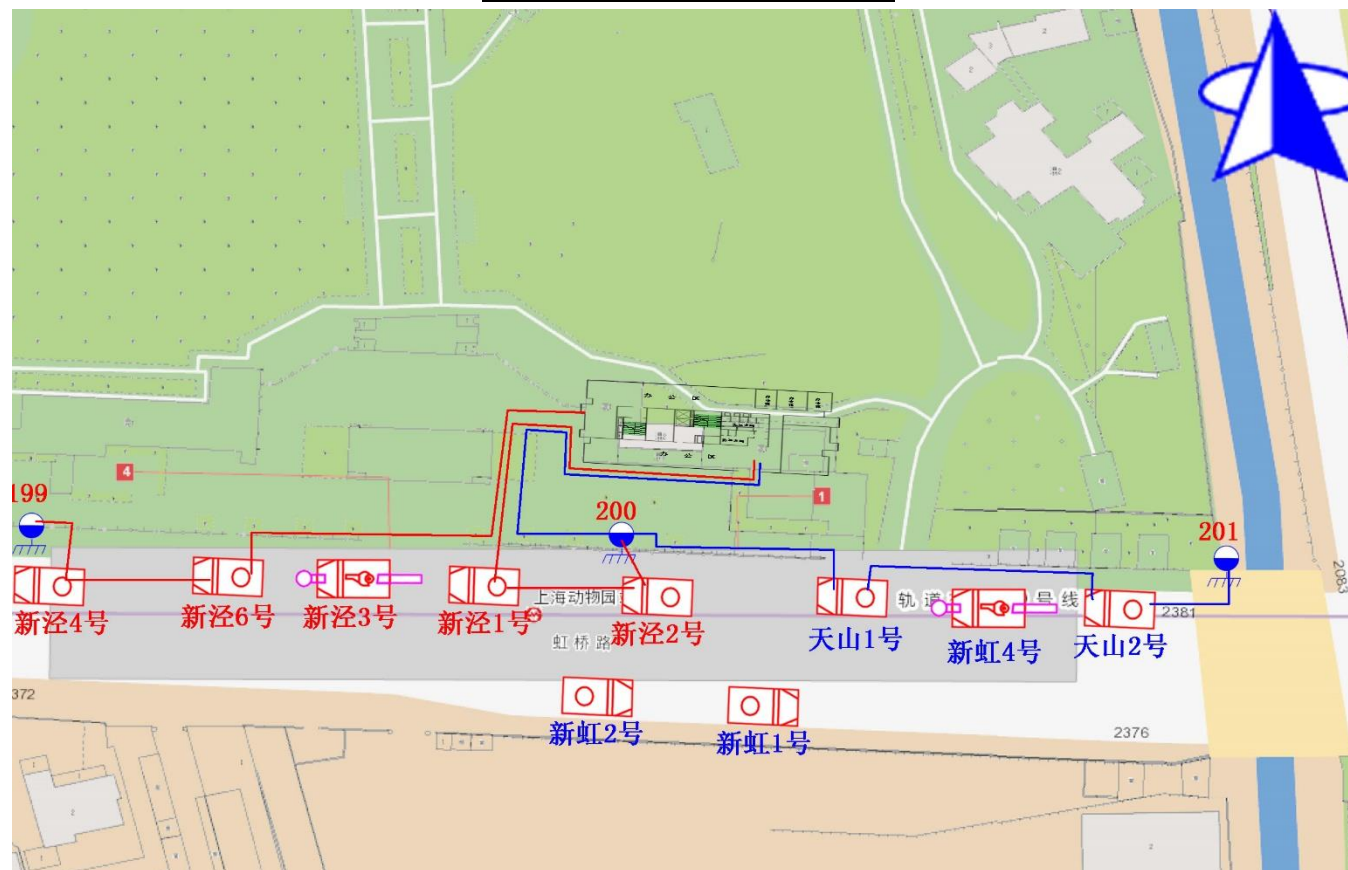 4
1
199
200
201
2083
上海动物园
轨道
号线
2381
新泾4号
新泾6号
新泾3号
新泾1号
新泾2号
天山1号
新虹4号
天山2号
虹桥路
372
新虹2号
新虹1号
2376